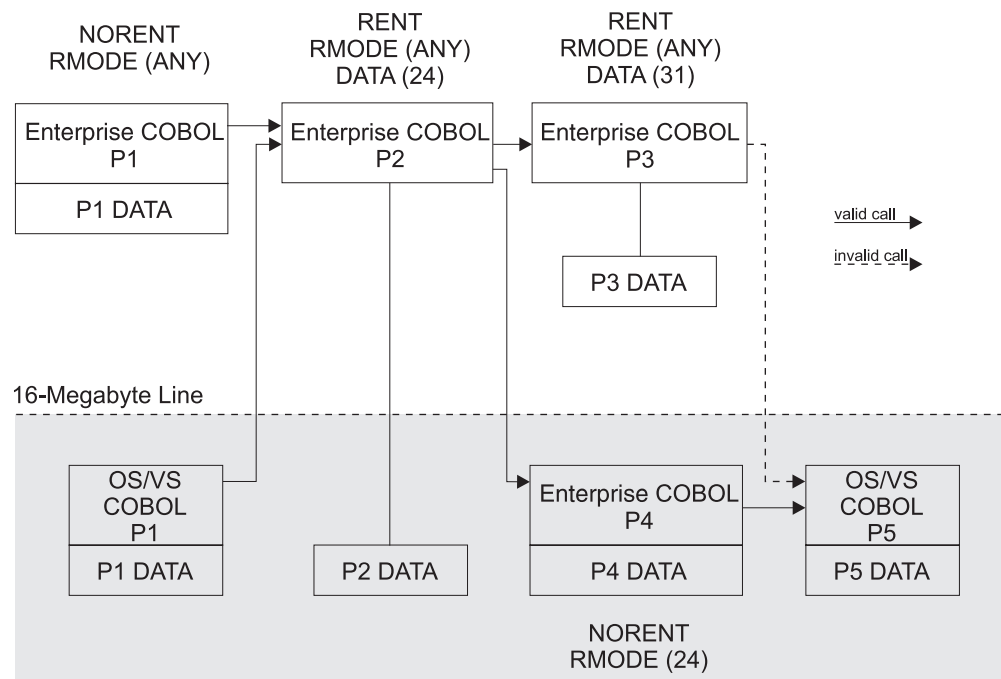 NORENT
RMODE (ANY)
RENT
RMODE (ANY)
DATA (24)
RENT
RMODE (ANY)
DATA (31)
Enterprise COBOL
P1
P1 DATA
Enterprise COBOL
P2
Enterprise COBOL
P3
P3 DATA
valid call
invalid call
16-Megabyte Line
OS/VS
COBOL
P1
P1 DATA
P2 DATA
Enterprise COBOL
P4
P4 DATA
OS/VS
COBOL
P5
P5 DATA
NORENT
RMODE (24)